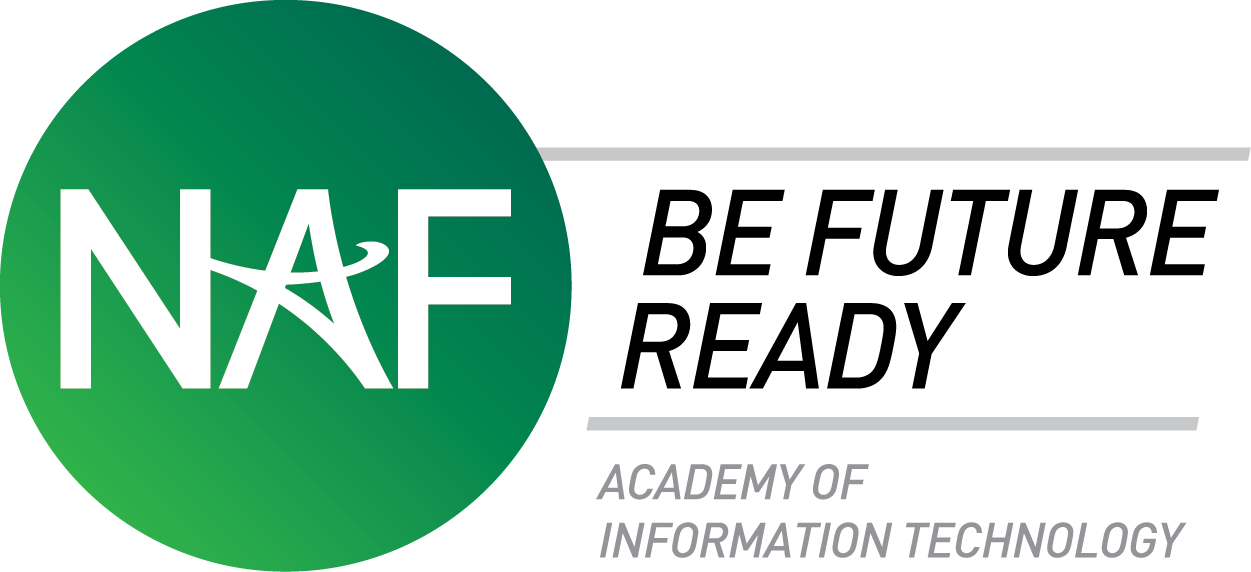 NAF
BE FUTURE
READY
ACADEMY OF
INFORMATION TECHNOLOGY